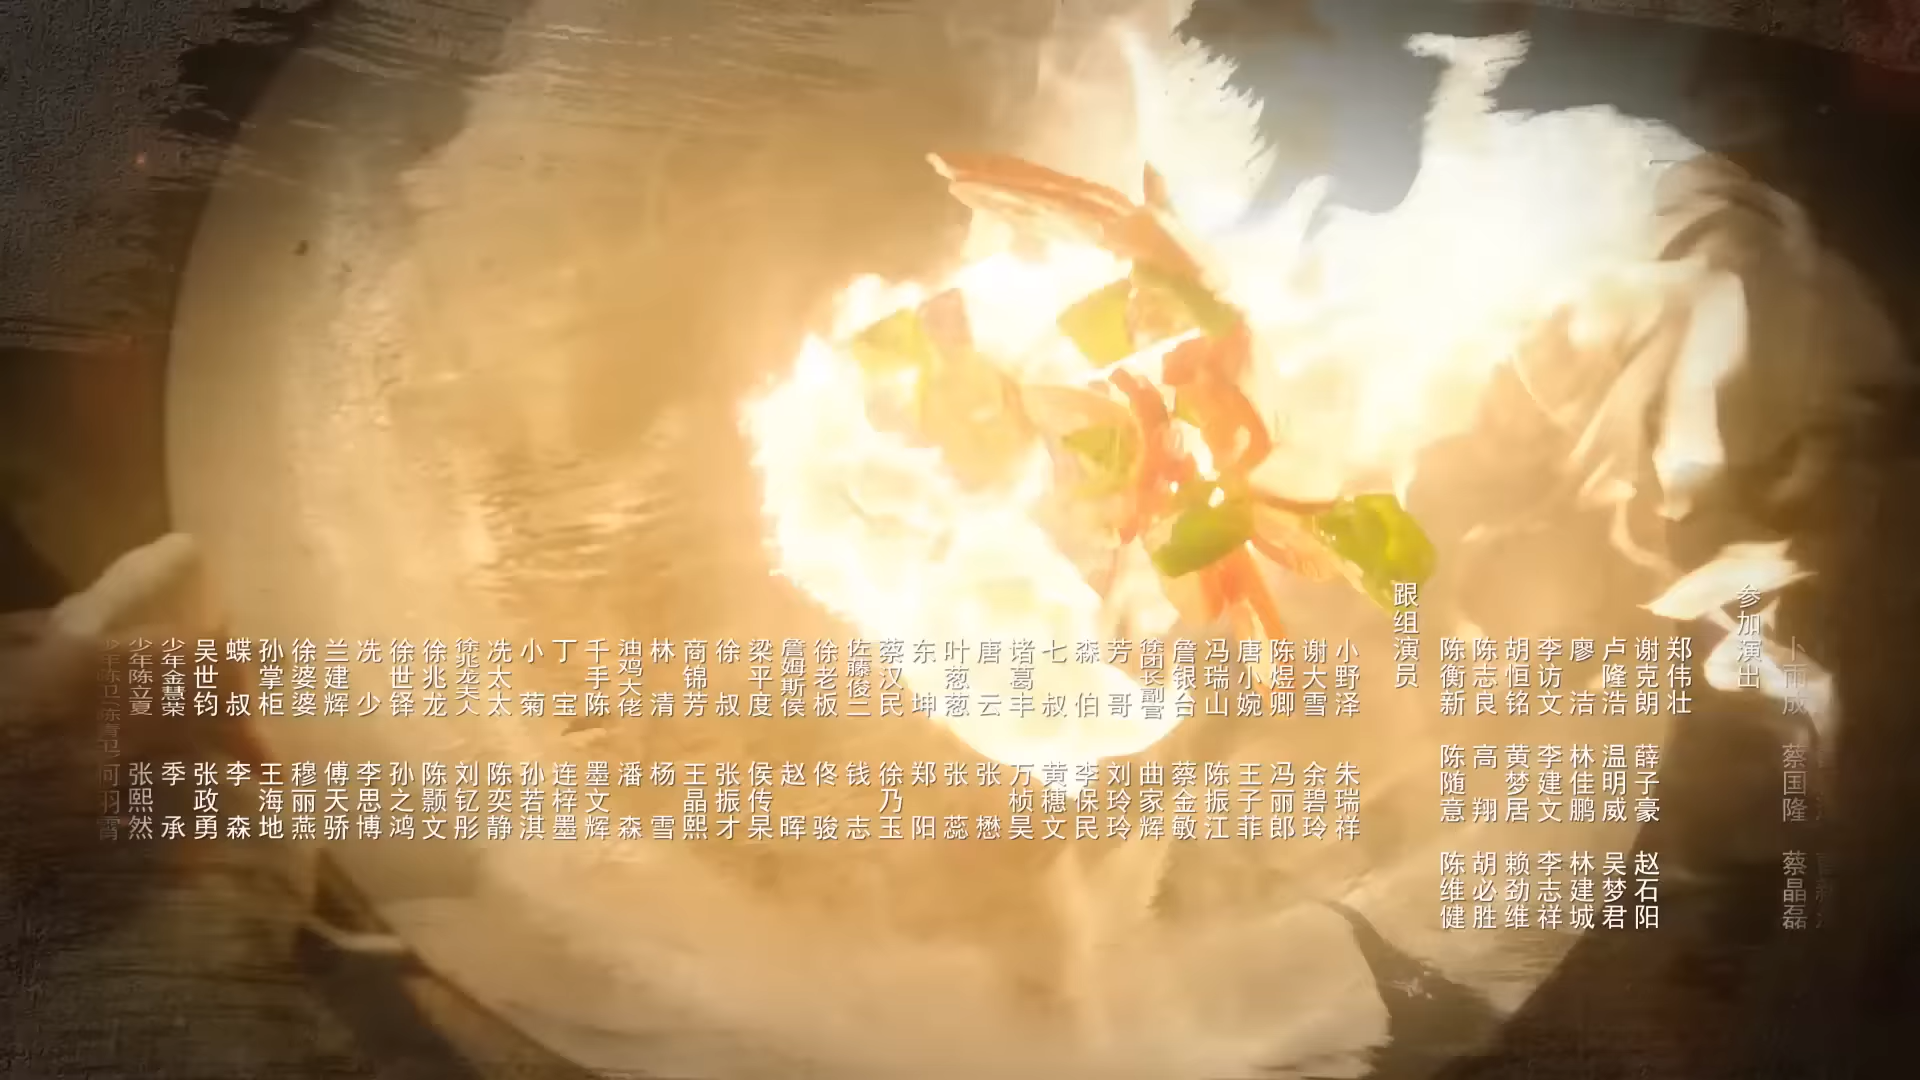 少年陈立夏
张熙然
少年金慧荣
季承
吴世钧
张政勇
蝶叔
李森
孙掌柜
王海地
徐婆婆
穆丽燕
兰建辉
傅天骄
冼少
李思博
徐世铎
孙之鸿
徐兆龙
陈颢文
徐兆龙夫人
刘钇彤
冼太太
陈奕静
小菊
孙若淇
丁宝
连梓墨
千手陈
墨文辉
油鸡大佬
潘森
林清
杨雪
商锦芳
王晶熙
徐叔
张振才
梁平度
侯传杲
詹姆斯侯
赵晖
徐老板
佟骏
佐藤俊二
钱志
蔡汉民
徐乃玉
东坤
郑阳
叶葱葱
张蕊
唐云
张懋
诸葛丰
万桢昊
七叔
黄穗文
森伯
李保民
芳哥
刘玲玲
曲家辉
詹银台
蔡金敏
冯瑞山
陈振江
唐小婉
王子菲
陈煜卿
冯丽郎
谢大雪
余碧玲
小野泽
朱瑞祥
跟组演员
陈衡新
陈随意
陈维健
陈志良
高翔
胡必胜
胡恒铭
黄梦居
赖劲维
李访文
李建文
李志祥
廖洁
林佳鹏
林建城
卢隆浩
温明威
吴梦君
谢克朗
薛子豪
赵石阳
郑伟壮
参加演出
卜雨成
蔡国隆
蔡晶磊